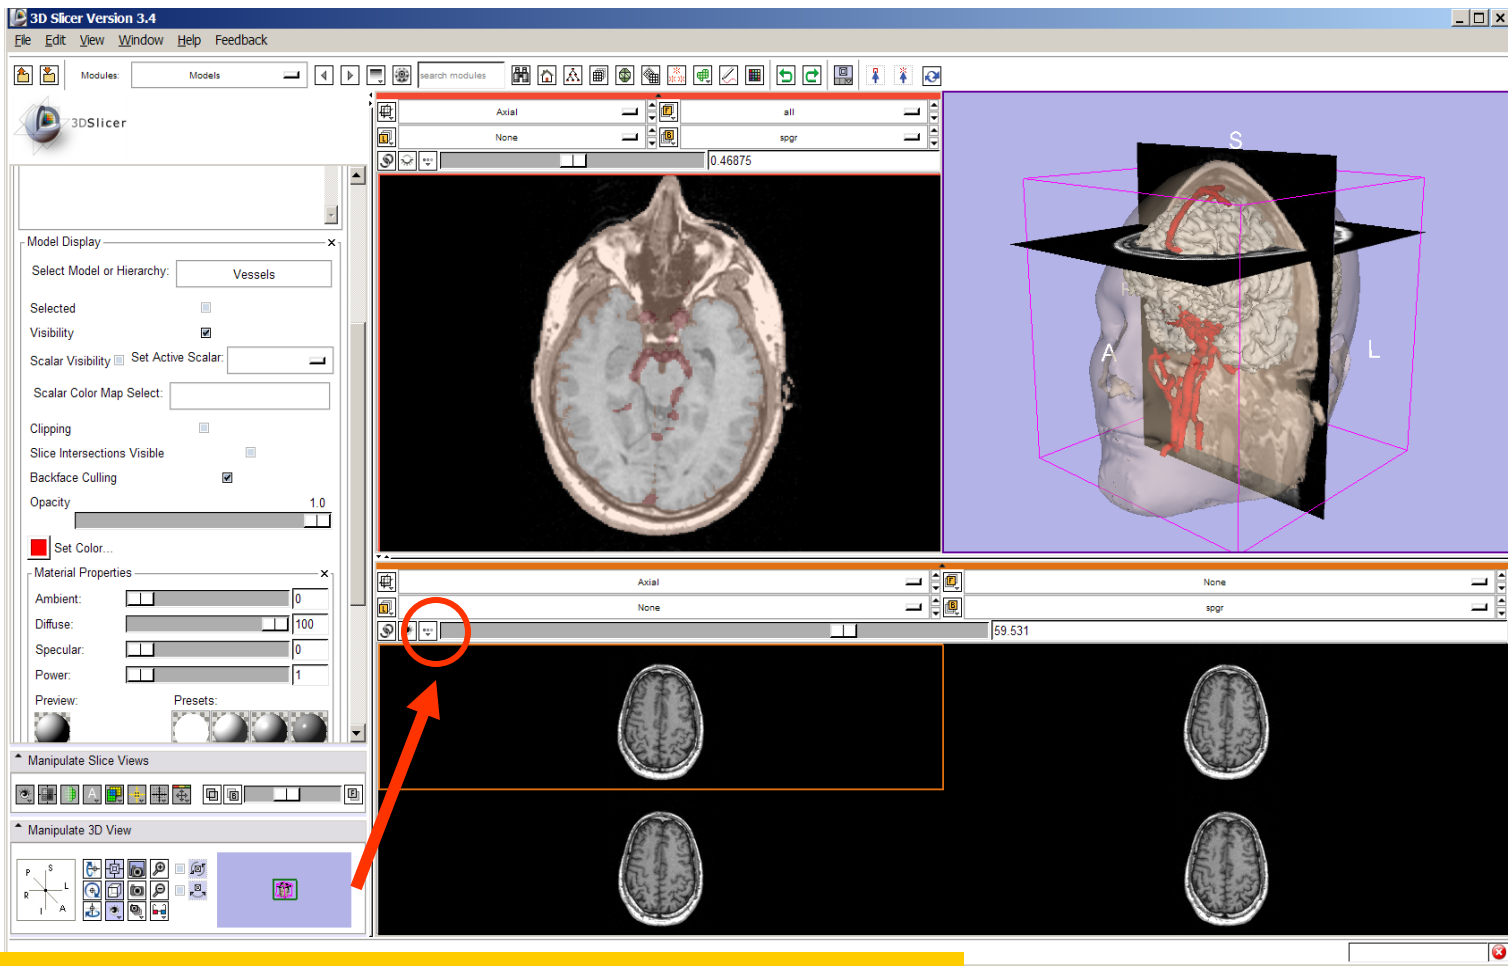 3D Slicer Version 3.4
File Edit View Window Help Feedback
Modules: Models search modules
3DSlicer
Axial all
None spgr
0.46875
S
R
A
L
Model Display
Select Model or Hierarchy: Vessels
Selected
Visibility
Scalar Visibility Set Active Scalar:
Scalar Color Map Select:
Clipping
Slice Intersections Visible
Backface Culling
Opacity 1.0
Set Color...
Material Properties
Ambient: 0
Diffuse: 100
Specular: 0
Power: 1
Preview: Presets:
Axial None
None spgr
59.531
Manipulate Slice Views
A B F
Manipulate 3D View
P S
R L
I A